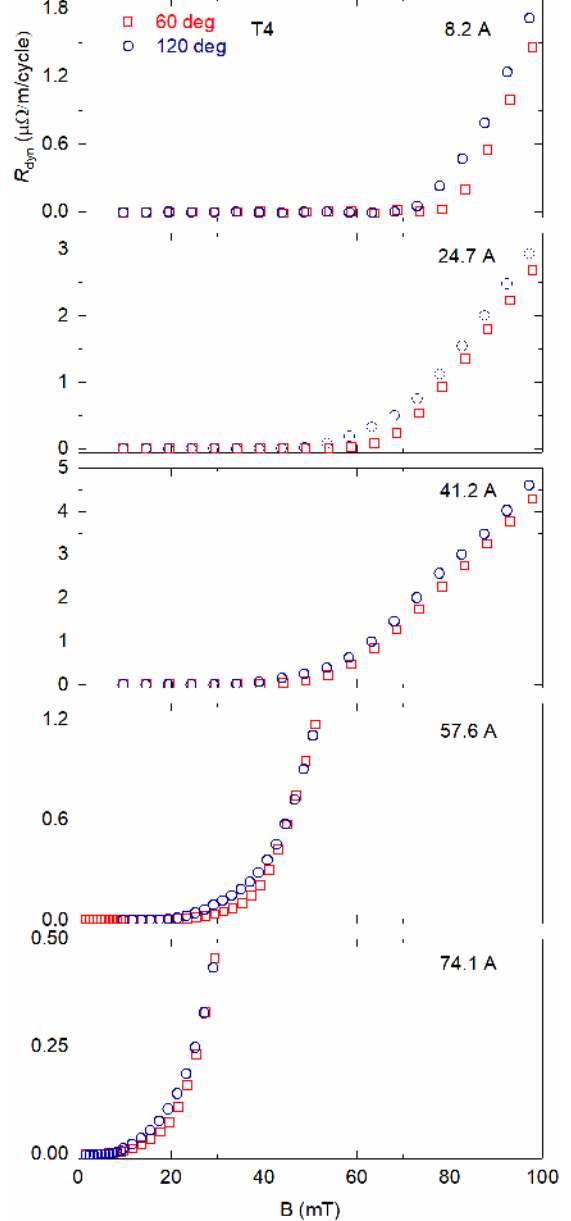 1.8
60 deg
120 deg
T4
8.2 A
1.2
0.6
0.0
R_dyn (μΩ/m/cycle)
3
24.7 A
2
1
0
5
41.2 A
4
3
2
1
0
1.2
57.6 A
0.6
0.0
0.50
74.1 A
0.25
0.00
0 20 40 60 80 100
B (mT)